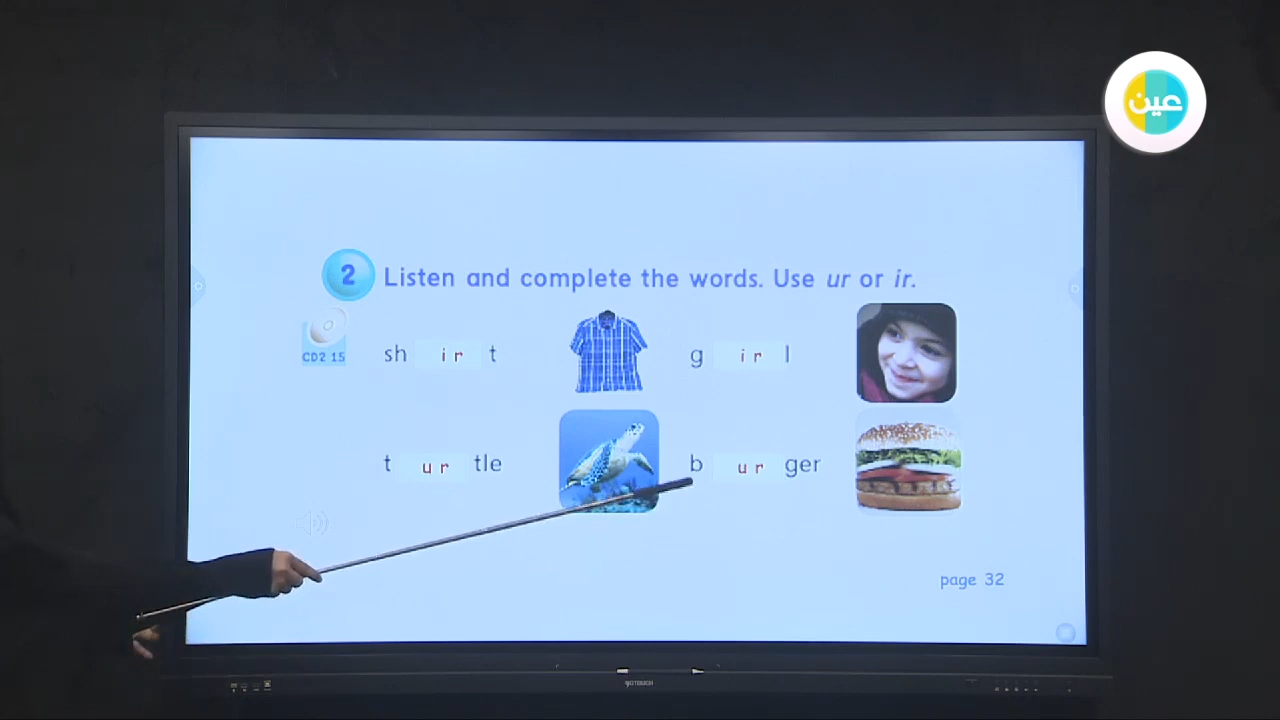 عين
2 Listen and complete the words. Use ur or ir.
CD2 15
sh ir t
g ir l
t ur tle
b ur ger
page 32